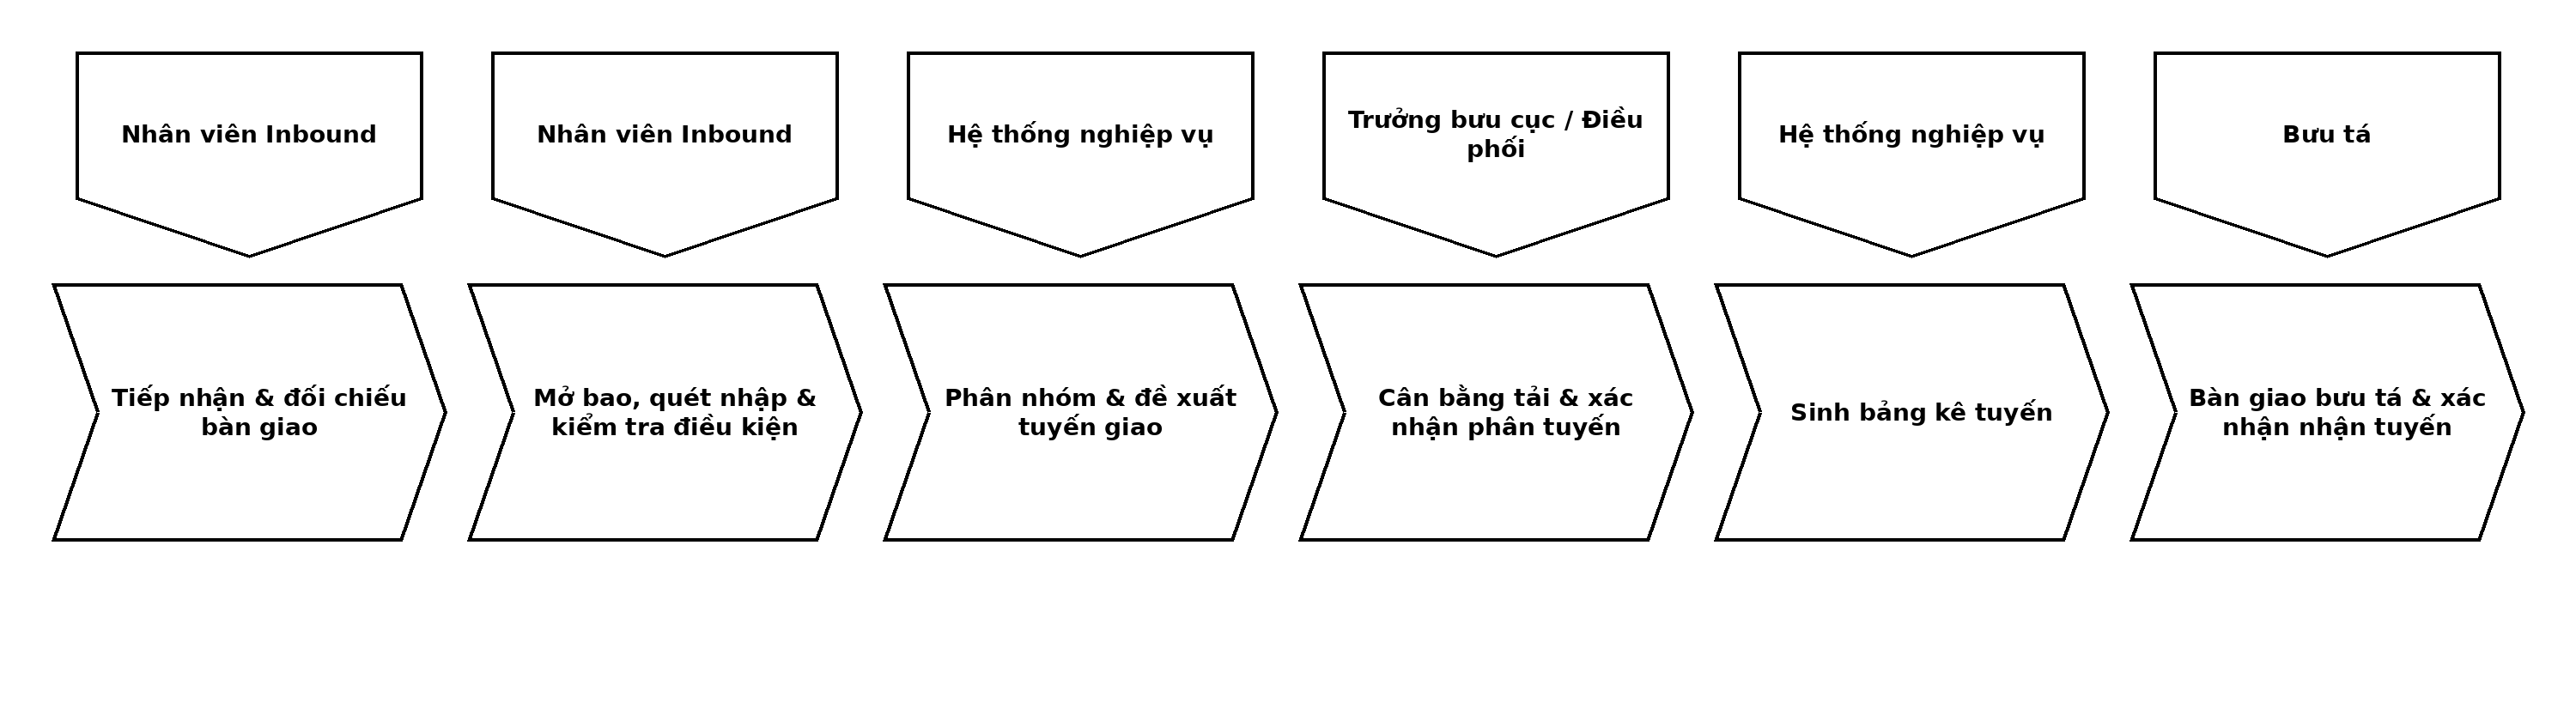 Nhân viên Inbound
Nhân viên Inbound
Hệ thống nghiệp vụ
Trưởng bưu cục / Điều
phối
Hệ thống nghiệp vụ
Bưu tá
Tiếp nhận & đối chiếu
bàn giao
Mở bao, quét nhập &
kiểm tra điều kiện
Phân nhóm & đề xuất
tuyến giao
Cân bằng tải & xác
nhận phân tuyến
Sinh bảng kê tuyến
Bàn giao bưu tá & xác
nhận nhận tuyến